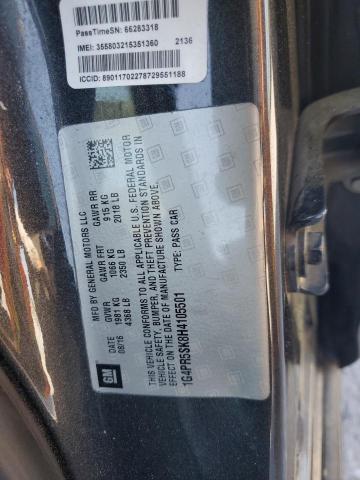 PassTimeSN: 65283318
IMEI: 355803215351360 2136
ICCID: 89011702278729551188
MFD BY GENERAL MOTORS LLC
08/16 GVWR GAWR FRT GAWR RR
1981 KG 1066 KG 915 KG
4368 LB 2350 LB 2018 LB
THIS VEHICLE CONFORMS TO ALL APPLICABLE U.S. FEDERAL MOTOR
VEHICLE SAFETY, BUMPER, AND THEFT PREVENTION STANDARDS IN
EFFECT ON THE DATE OF MANUFACTURE SHOWN ABOVE.
1G4PR5SK8H4105501 TYPE: PASS CAR
GM